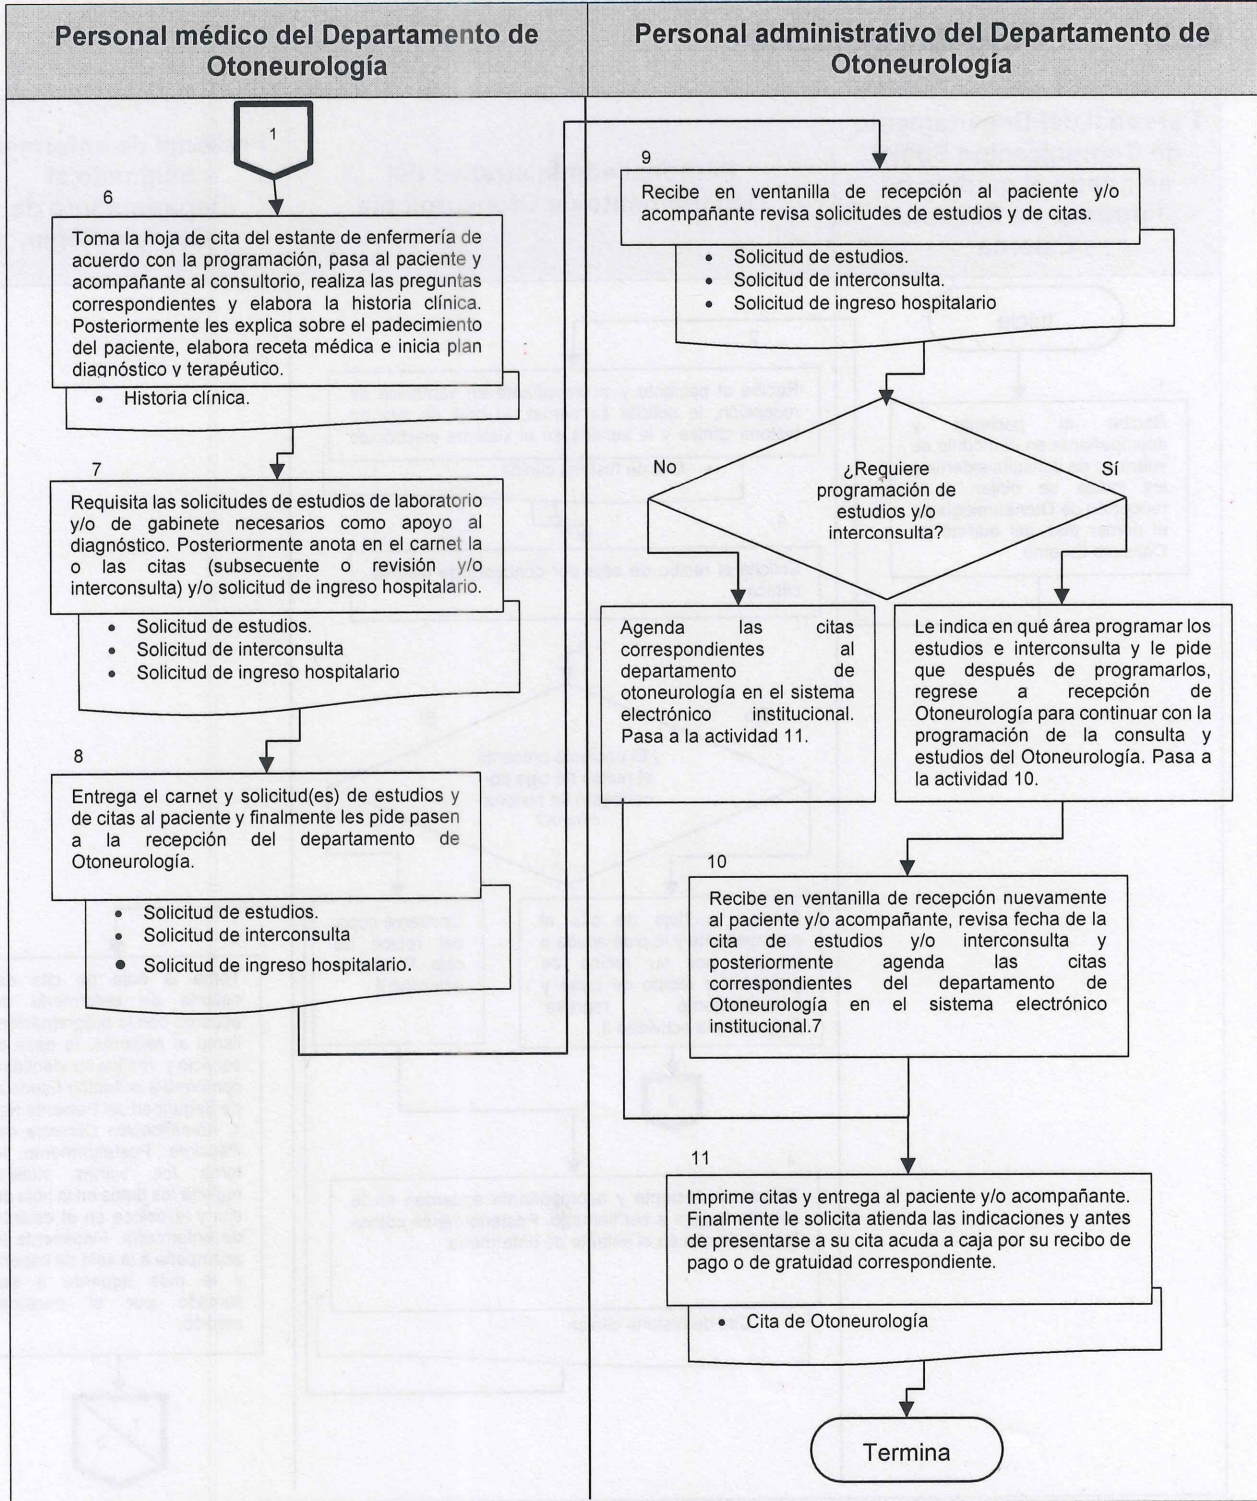 Personal médico del Departamento de
Otoneurología
Personal administrativo del Departamento de
Otoneurología
1
6
Toma la hoja de cita del estante de enfermería de
acuerdo con la programación, pasa al paciente y
acompañante al consultorio, realiza las preguntas
correspondientes y elabora la historia clínica.
Posteriormente les explica sobre el padecimiento
del paciente, elabora receta médica e inicia plan
diagnóstico y terapéutico.
• Historia clínica.
7
Requisita las solicitudes de estudios de laboratorio
y/o de gabinete necesarios como apoyo al
diagnóstico. Posteriormente anota en el carnet la
o las citas (subsecuente o revisión y/o
interconsulta) y/o solicitud de ingreso hospitalario.
• Solicitud de estudios.
• Solicitud de interconsulta
• Solicitud de ingreso hospitalario
8
Entrega el carnet y solicitud(es) de estudios y
de citas al paciente y finalmente les pide pasen
a la recepción del departamento de
Otoneurología.
• Solicitud de estudios.
• Solicitud de interconsulta
• Solicitud de ingreso hospitalario.
9
Recibe en ventanilla de recepción al paciente y/o
acompañante revisa solicitudes de estudios y de citas.
• Solicitud de estudios.
• Solicitud de interconsulta.
• Solicitud de ingreso hospitalario
No
¿Requiere
programación de
estudios y/o
interconsulta?
Sí
Agenda las citas
correspondientes al
departamento de
otoneurología en el sistema
electrónico institucional.
Pasa a la actividad 11.
Le indica en qué área programar los
estudios e interconsulta y le pide
que después de programarlos,
regrese a recepción de
Otoneurología para continuar con la
programación de la consulta y
estudios del Otoneurología. Pasa a
la actividad 10.
10
Recibe en ventanilla de recepción nuevamente
al paciente y/o acompañante, revisa fecha de la
cita de estudios y/o interconsulta y
posteriormente agenda las citas
correspondientes del departamento de
Otoneurología en el sistema electrónico
institucional.7
11
Imprime citas y entrega al paciente y/o acompañante.
Finalmente le solicita atienda las indicaciones y antes
de presentarse a su cita acuda a caja por su recibo de
pago o de gratuidad correspondiente.
• Cita de Otoneurología
Termina